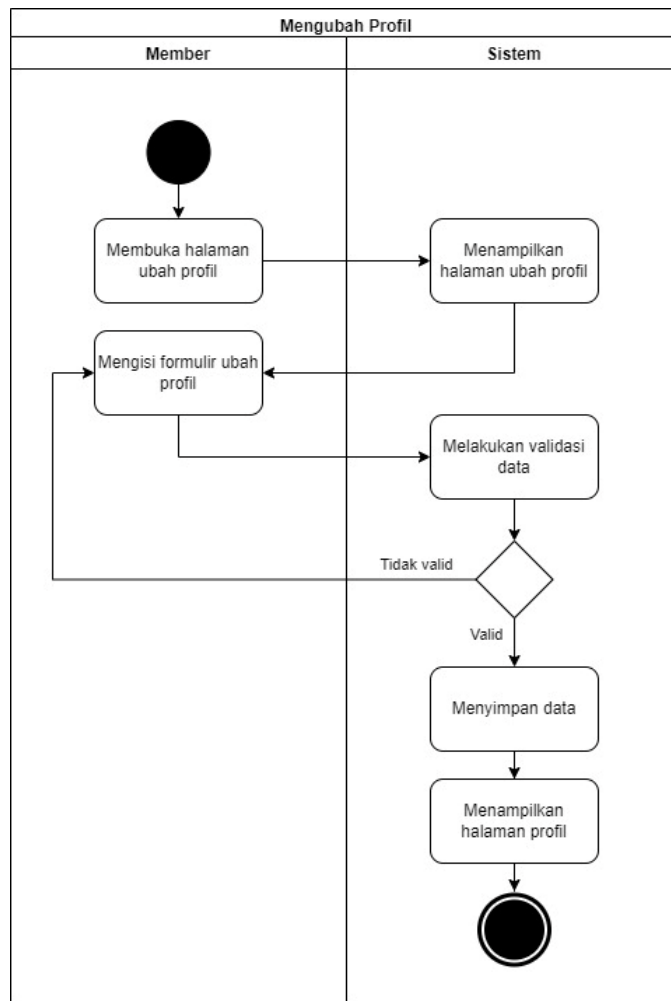 Mengubah Profil
Member
Sistem
Membuka halaman
ubah profil
Menampilkan
halaman ubah profil
Mengisi formulir ubah
profil
Melakukan validasi
data
Tidak valid
Valid
Menyimpan data
Menampilkan
halaman profil